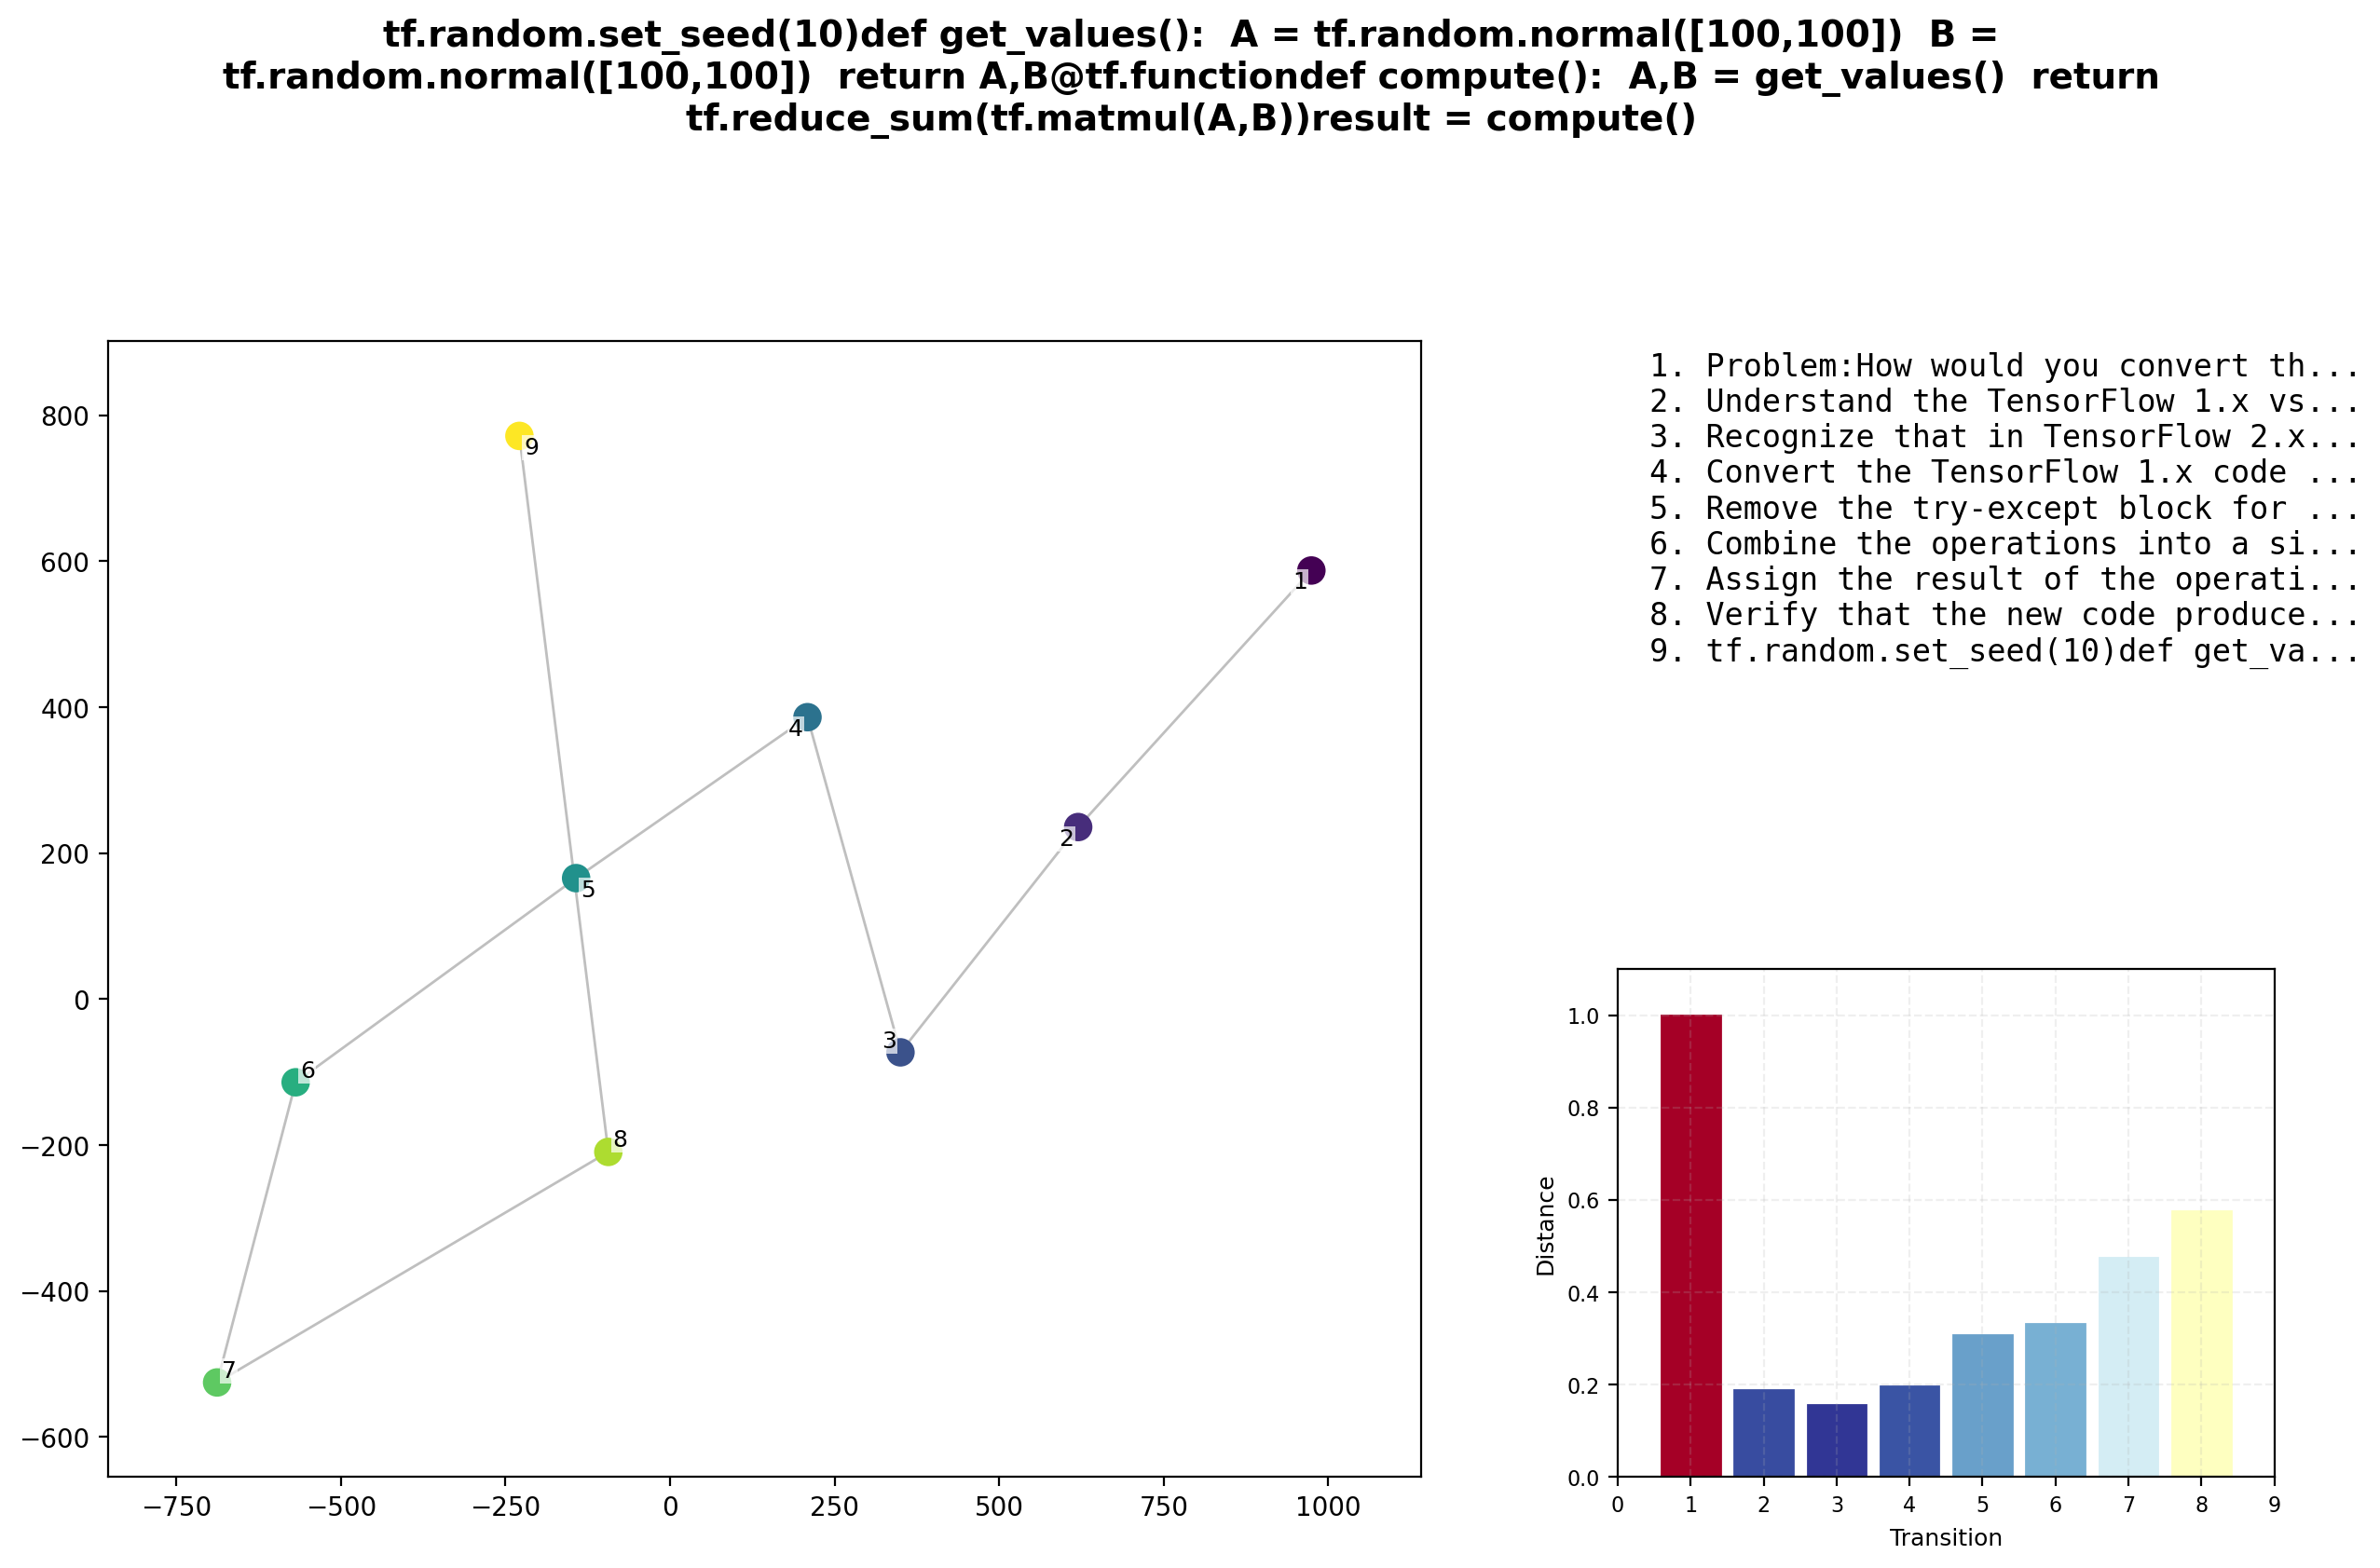 tf.random.set_seed(10)def get_values():  A = tf.random.normal([100,100])  B =
tf.random.normal([100,100])  return A,B@tf.functiondef compute():  A,B = get_values()  return
tf.reduce_sum(tf.matmul(A,B))result = compute()
800
600
400
200
0
−200
−400
−600
−750
−500
−250
0
250
500
750
1000
1
2
3
4
5
6
7
8
9
1. Problem:How would you convert th...
2. Understand the TensorFlow 1.x vs...
3. Recognize that in TensorFlow 2.x...
4. Convert the TensorFlow 1.x code ...
5. Remove the try-except block for ...
6. Combine the operations into a si...
7. Assign the result of the operati...
8. Verify that the new code produce...
9. tf.random.set_seed(10)def get_va...
Distance
1.0
0.8
0.6
0.4
0.2
0.0
0
1
2
3
4
5
6
7
8
9
Transition